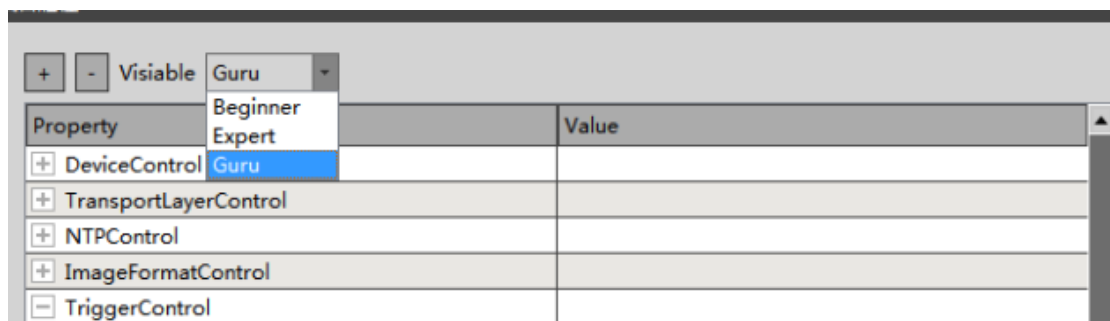 + - Visiable Guru
Beginner
Expert
Guru
Property Value
DeviceControl
TransportLayerControl
NTPControl
ImageFormatControl
TriggerControl